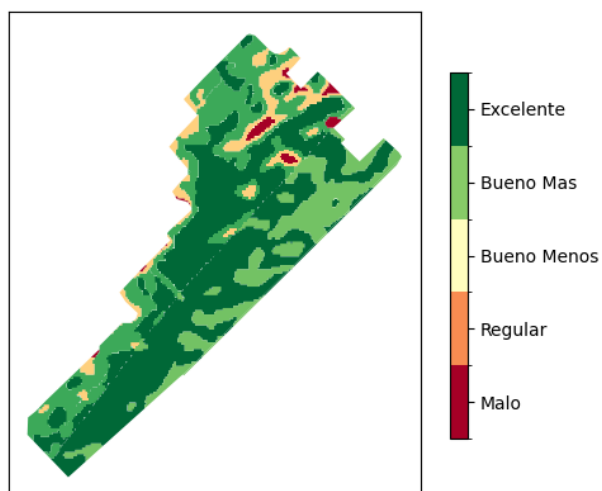 Excelente
Bueno Mas
Bueno Menos
Regular
Malo